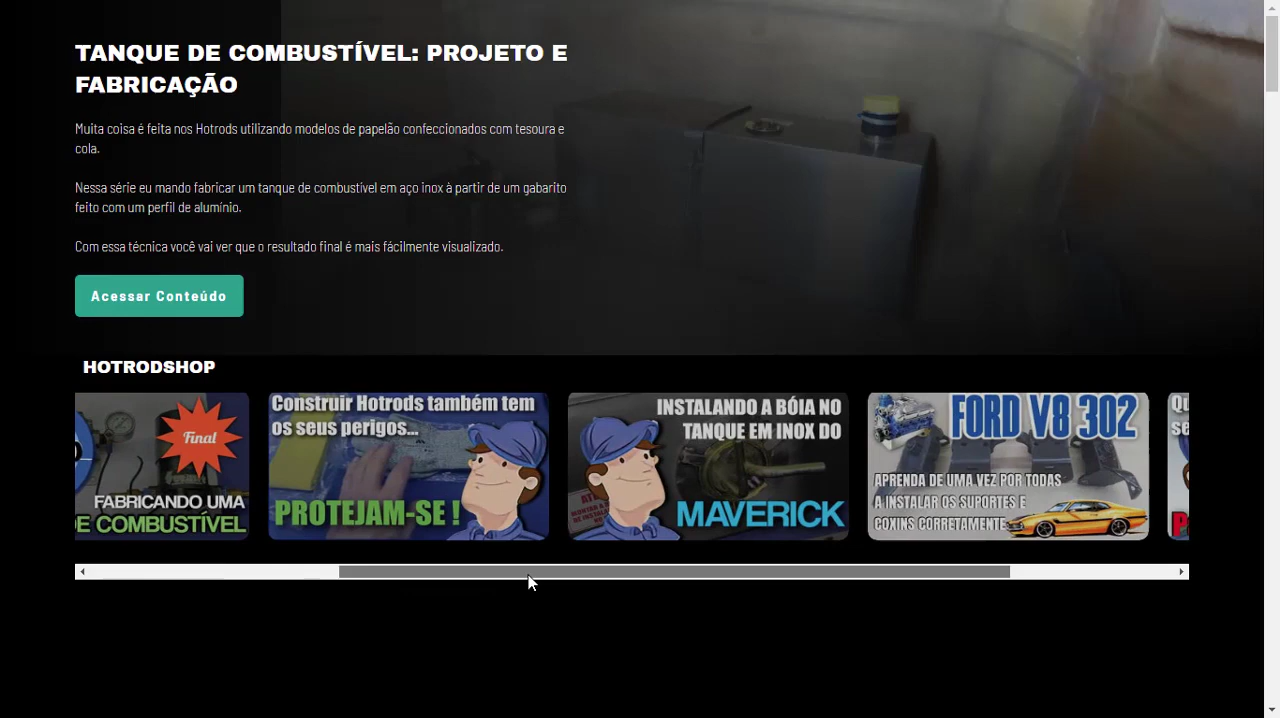 TANQUE DE COMBUSTÍVEL: PROJETO E
FABRICAÇÃO
Muita coisa é feita nos Hotrods utilizando modelos de papelão confeccionados com tesoura e
cola.
Nessa série eu mando fabricar um tanque de combustível em aço inox à partir de um gabarito
feito com um perfil de alumínio.
Com essa técnica você vai ver que o resultado final é mais fácilmente visualizado.
Acessar Conteúdo
HOTRODSHOP
Final
FABRICANDO UMA
DE COMBUSTÍVEL
Construir Hotrods também tem
os seus perigos...
PROTEJAM-SE !
INSTALANDO A BÓIA NO
TANQUE EM INOX DO
MAVERICK
FORD V8 302
APRENDA DE UMA VEZ POR TODAS
A INSTALAR OS SUPORTES E
COXINS CORRETAMENTE